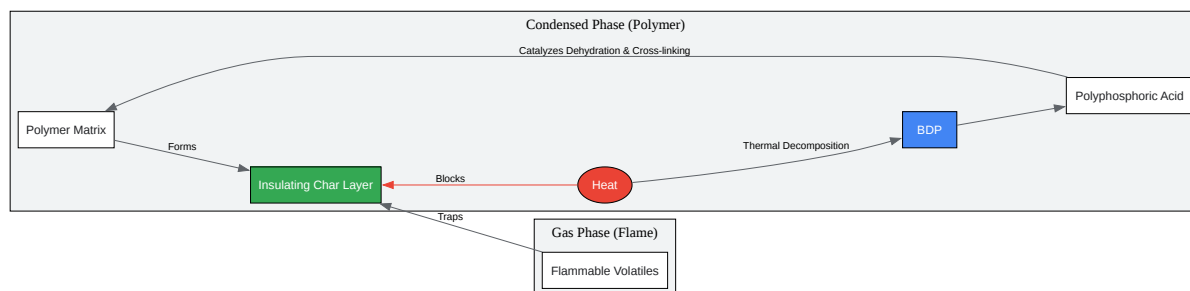 Condensed Phase (Polymer)
Catalyzes Dehydration & Cross-linking
Polyphosphoric Acid
Polymer Matrix
BDP
Forms
Thermal Decomposition
Insulating Char Layer
Blocks
Heat
Traps
Gas Phase (Flame)
Flammable Volatiles